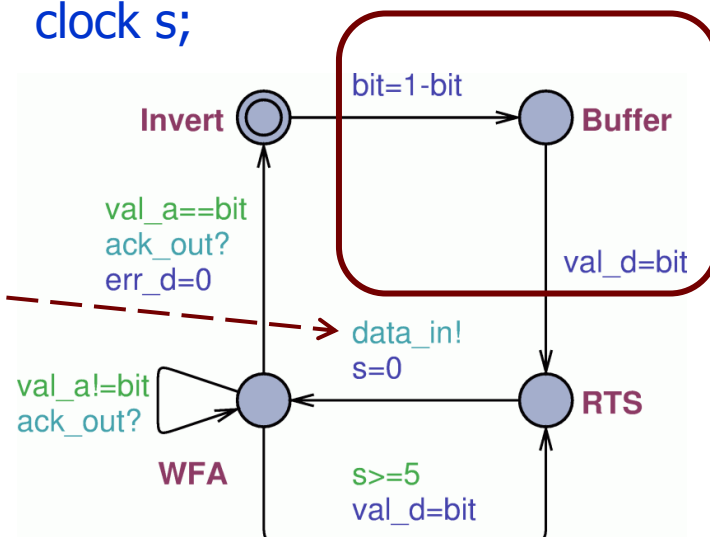 clock s;
bit=1-bit
Invert
Buffer
val_a==bit
ack_out?
err_d=0
val_d=bit
data_in!
s=0
val_a!=bit
ack_out?
RTS
WFA
s>=5
val_d=bit